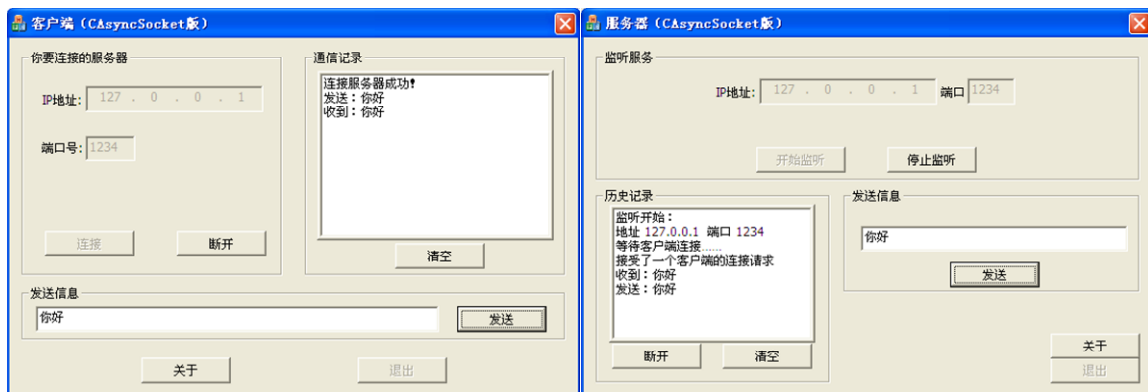 客户端（CAsyncSocket版）
你要连接的服务器
IP地址: 127 . 0 . 0 . 1
端口号: 1234
连接
断开
通信记录
连接服务器成功!
发送：你好
收到：你好
清空
发送信息
你好
发送
关于
退出
服务器（CAsyncSocket版）
监听服务
IP地址: 127 . 0 . 0 . 1 端口 1234
开始监听
停止监听
历史记录
监听开始：
地址 127.0.0.1 端口 1234
等待客户端连接......
接受了一个客户端的连接请求
收到：你好
发送：你好
断开
清空
发送信息
你好
发送
关于
退出